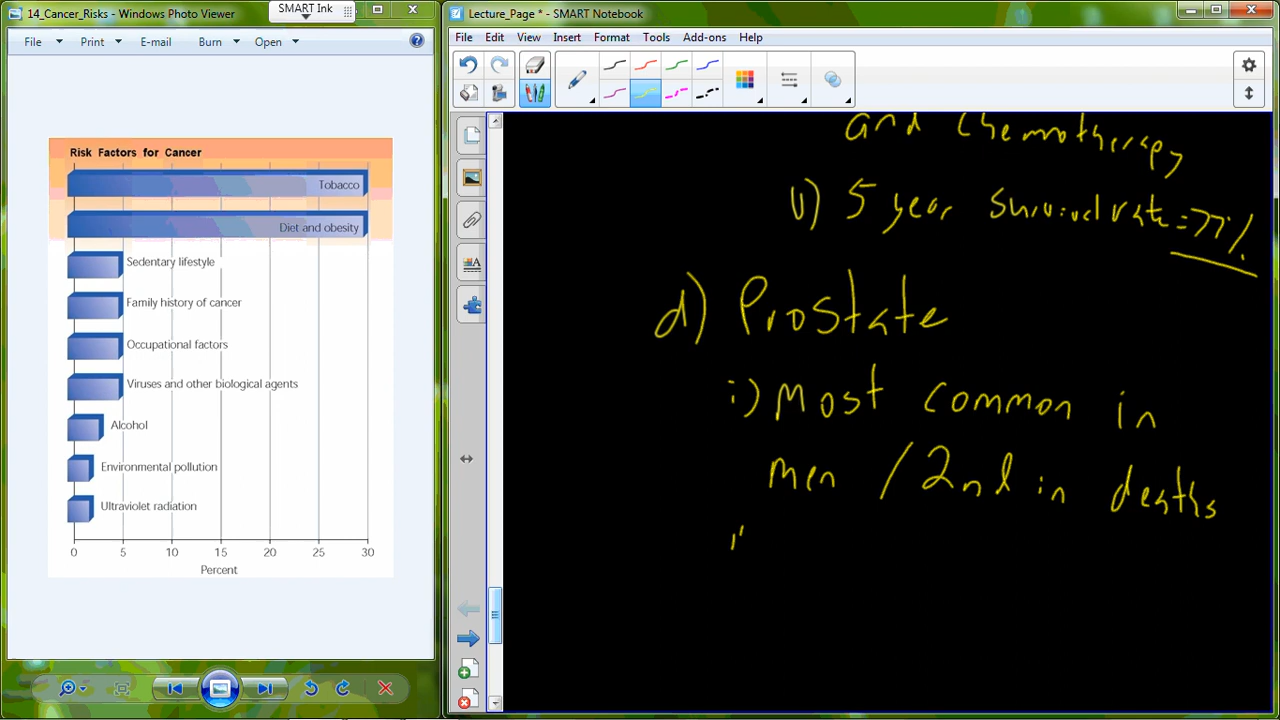 14_Cancer_Risks - Windows Photo Viewer
SMART Ink
File Print E-mail Burn Open
Risk Factors for Cancer
Tobacco
Diet and obesity
Sedentary lifestyle
Family history of cancer
Occupational factors
Viruses and other biological agents
Alcohol
Environmental pollution
Ultraviolet radiation
0 5 10 15 20 25 30
Percent
Lecture_Page * - SMART Notebook
File Edit View Insert Format Tools Add-ons Help
and Chemotherapy
v) 5 year survival rate = 77%
d) Prostate
i) Most common in
men / 2nd in deaths